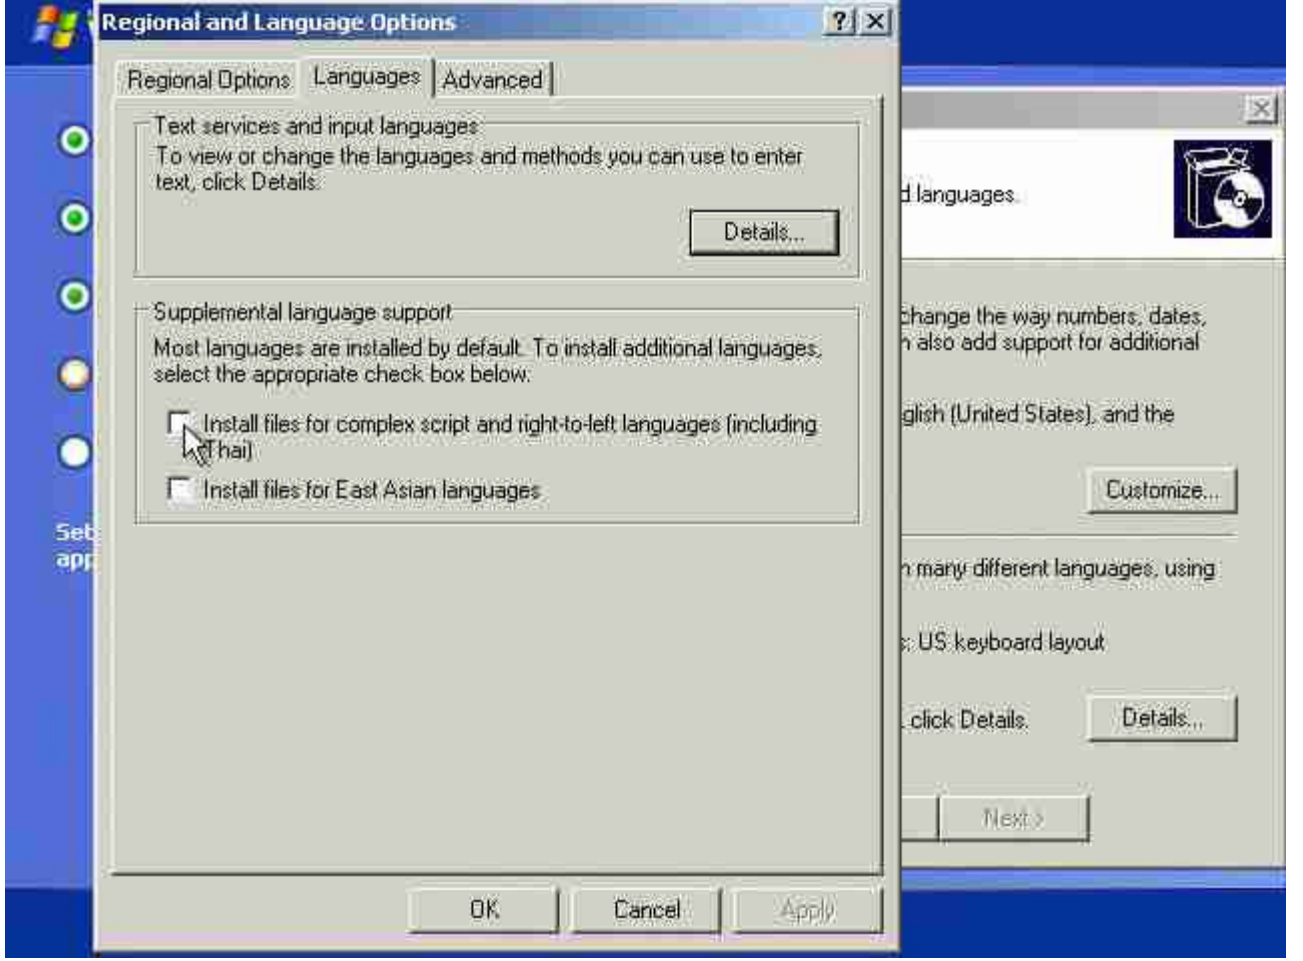 Regional and Language Options
Regional Options
Languages
Advanced
Text services and input languages
To view or change the languages and methods you can use to enter
text, click Details.
Details...
Supplemental language support
Most languages are installed by default. To install additional languages,
select the appropriate check box below.
Install files for complex script and right-to-left languages (including
Thai)
Install files for East Asian languages
OK
Cancel
Apply
Set
app
d languages.
change the way numbers, dates,
n also add support for additional
glish (United States), and the
Customize...
n many different languages, using
s: US keyboard layout
click Details.
Details...
Next >